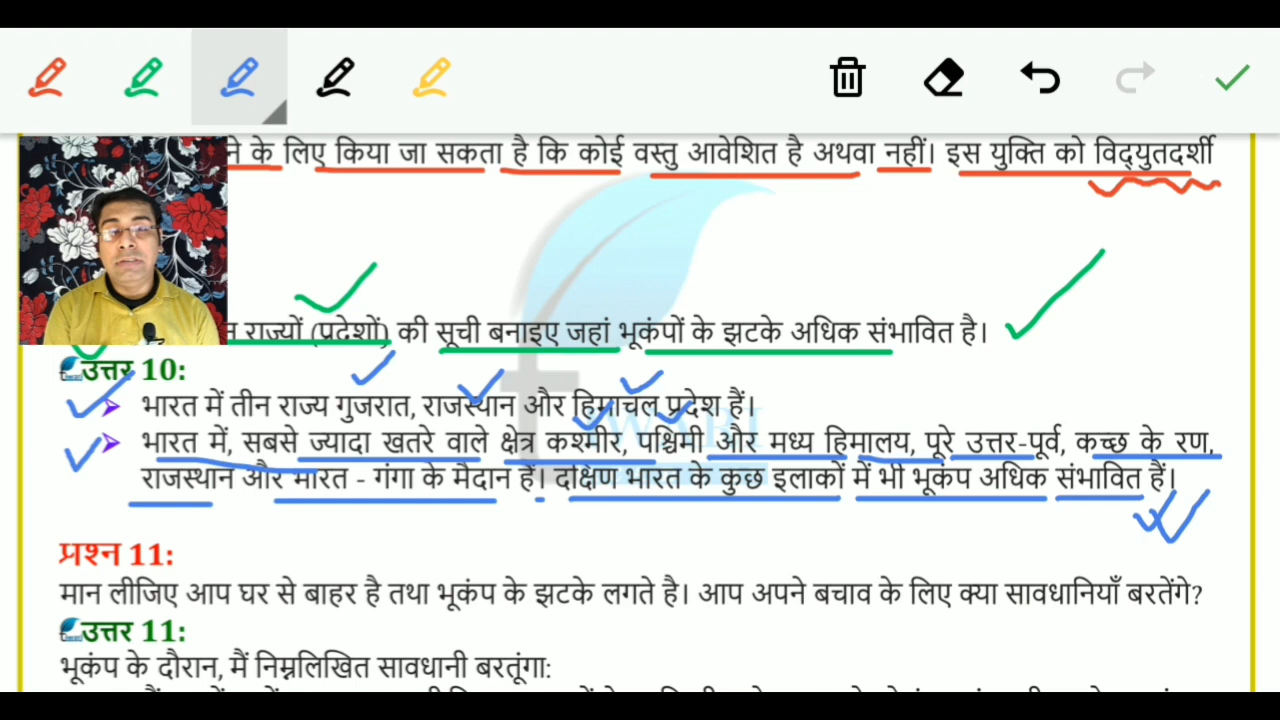 ने के लिए किया जा सकता है कि कोई वस्तु आवेशित है अथवा नहीं। इस युक्ति को विद्युतदर्शी
न राज्यों (प्रदेशों) की सूची बनाइए जहां भूकंपों के झटके अधिक संभावित है।
उत्तर 10:
भारत में तीन राज्य गुजरात, राजस्थान और हिमाचल प्रदेश हैं।
भारत में, सबसे ज्यादा खतरे वाले क्षेत्र कश्मीर, पश्चिमी और मध्य हिमालय, पूरे उत्तर-पूर्व, कच्छ के रण,
राजस्थान और भारत - गंगा के मैदान हैं। दक्षिण भारत के कुछ इलाकों में भी भूकंप अधिक संभावित हैं।
प्रश्न 11:
मान लीजिए आप घर से बाहर है तथा भूकंप के झटके लगते है। आप अपने बचाव के लिए क्या सावधानियाँ बरतेंगे?
उत्तर 11:
भूकंप के दौरान, मैं निम्नलिखित सावधानी बरतूंगा: